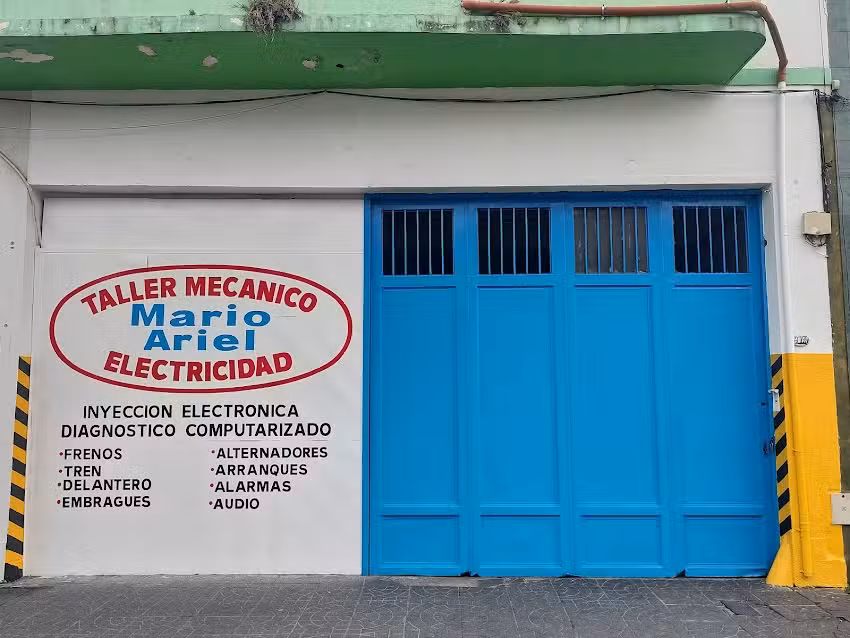 TALLER MECANICO
Mario
Ariel
ELECTRICIDAD
INYECCION ELECTRONICA
DIAGNOSTICO COMPUTARIZADO
•FRENOS
•TREN
•DELANTERO
•EMBRAGUES
•ALTERNADORES
•ARRANQUES
•ALARMAS
•AUDIO